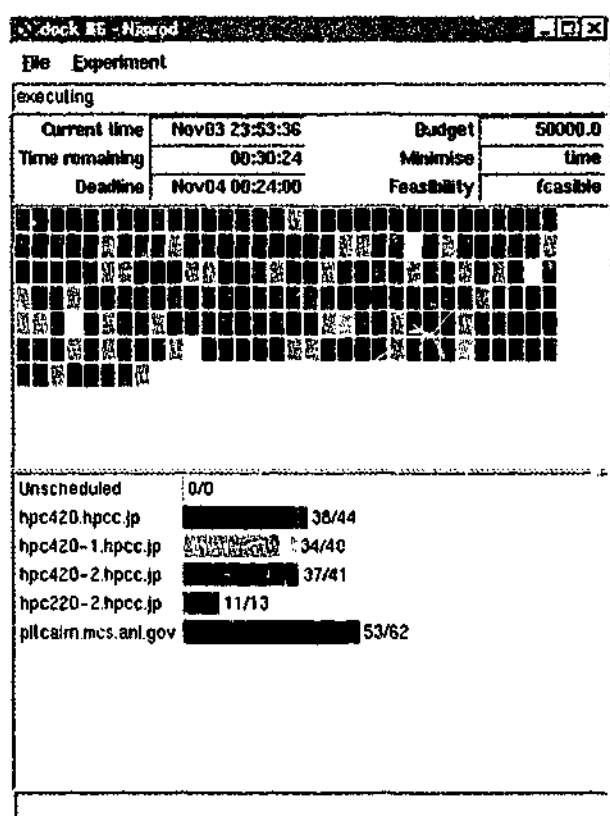 dock #6 - Nimrod
File Experiment
executing
Current time Nov03 23:53:36 Budget 50000.0
Time remaining 00:30:24 Minimise time
Deadline Nov04 00:24:00 Feasibility feasible
Unscheduled 0/0
hpc420.hpcc.jp 38/44
hpc420-1.hpcc.jp 34/40
hpc420-2.hpcc.jp 37/41
hpc220-2.hpcc.jp 11/13
pitcairn.mcs.anl.gov 53/62